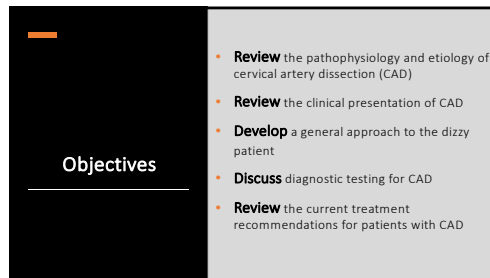 Objectives
• Review the pathophysiology and etiology of
cervical artery dissection (CAD)
• Review the clinical presentation of CAD
• Develop a general approach to the dizzy
patient
• Discuss diagnostic testing for CAD
• Review the current treatment
recommendations for patients with CAD